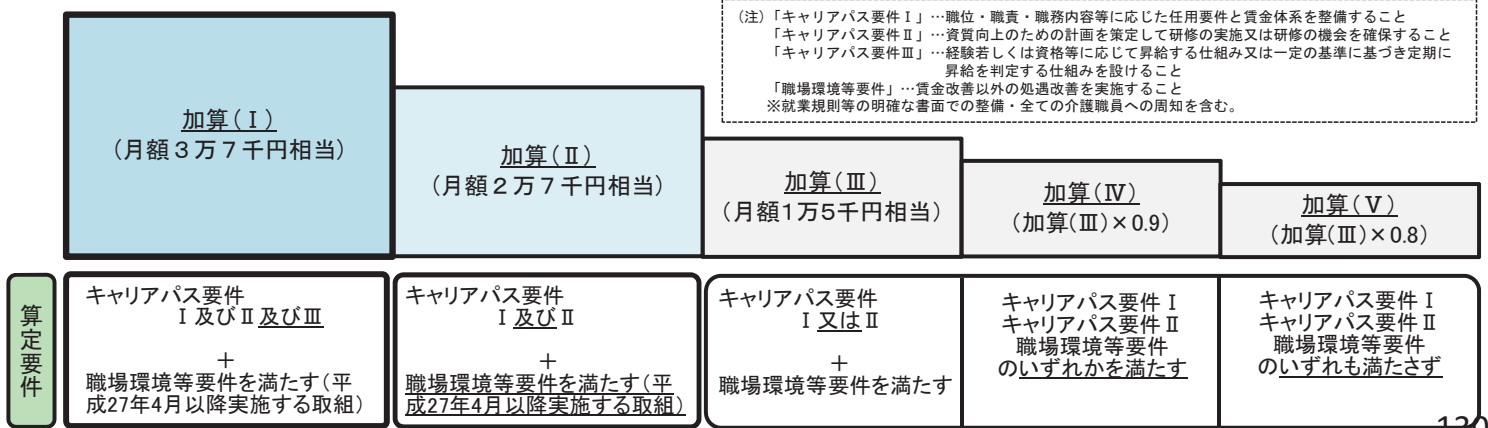 (注)「キャリアパス要件Ⅰ」…職位・職責・職務内容等に応じた任用要件と賃金体系を整備すること
「キャリアパス要件Ⅱ」…資質向上のための計画を策定して研修の実施又は研修の機会を確保すること
「キャリアパス要件Ⅲ」…経験若しくは資格等に応じて昇給する仕組み又は一定の基準に基づき定期に
昇給を判定する仕組みを設けること
「職場環境等要件」…賃金改善以外の処遇改善を実施すること
※就業規則等の明確な書面での整備・全ての介護職員への周知を含む。
加算(Ⅰ)
(月額3万7千円相当)
加算(Ⅱ)
(月額2万7千円相当)
加算(Ⅲ)
(月額1万5千円相当)
加算(Ⅳ)
(加算(Ⅲ)×0.9)
加算(Ⅴ)
(加算(Ⅲ)×0.8)
算定要件
キャリアパス要件
Ⅰ及びⅡ及びⅢ
+
職場環境等要件を満たす(平
成27年4月以降実施する取組)
キャリアパス要件
Ⅰ及びⅡ
+
職場環境等要件を満たす(平
成27年4月以降実施する取組)
キャリアパス要件
Ⅰ又はⅡ
+
職場環境等要件を満たす
キャリアパス要件Ⅰ
キャリアパス要件Ⅱ
職場環境等要件
のいずれかを満たす
キャリアパス要件Ⅰ
キャリアパス要件Ⅱ
職場環境等要件
のいずれも満たさず